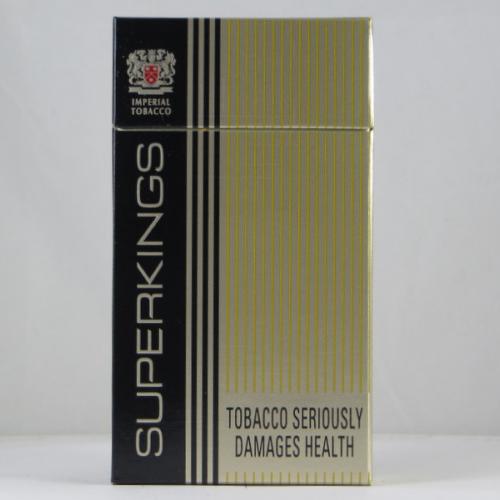 IMPERIAL
TOBACCO
SUPERKINGS
TOBACCO SERIOUSLY
DAMAGES HEALTH